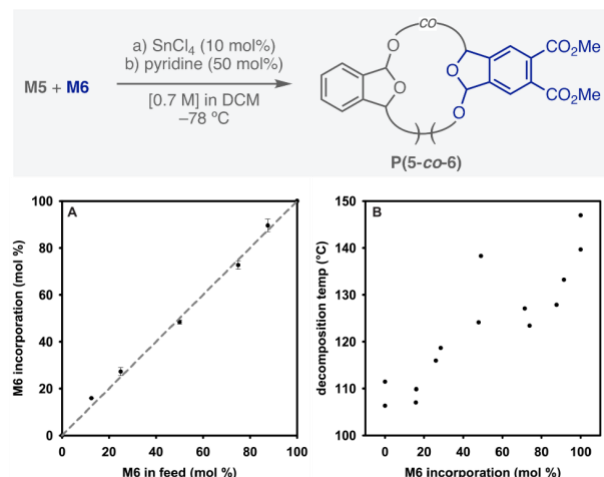 a) SnCl4 (10 mol%)
b) pyridine (50 mol%)
M5 + M6
[0.7 M] in DCM
–78 ºC
co
O
O
O
O
CO2Me
CO2Me
P(5-co-6)
A
M6 incorporation (mol %)
100
80
60
40
20
0
0 20 40 60 80 100
M6 in feed (mol %)
B
decomposition temp (°C)
150
140
130
120
110
100
0 20 40 60 80 100
M6 incorporation (mol %)